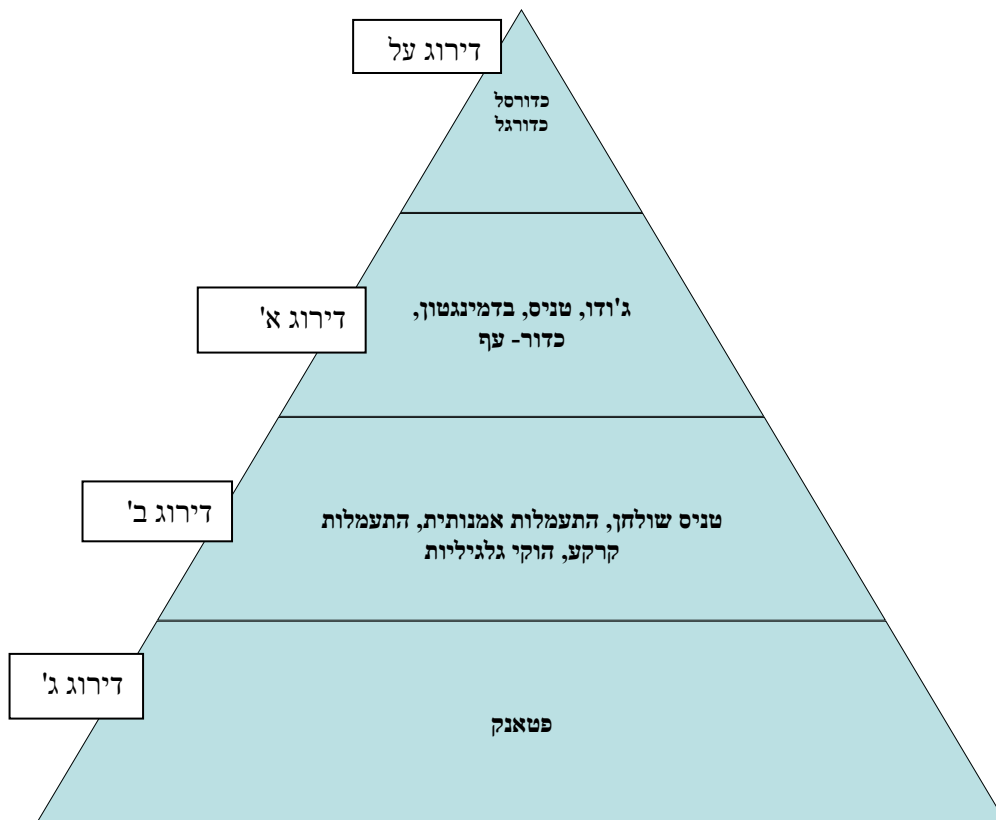 דירוג על
כדורסל
כדורגל
דירוג א'
ג'ודו, טניס, בדמינגטון,
כדור- עף
דירוג ב'
טניס שולחן, התעמלות אמנותית, התעמלות
קרקע, הוקי גלגיליות
דירוג ג'
פטאנק